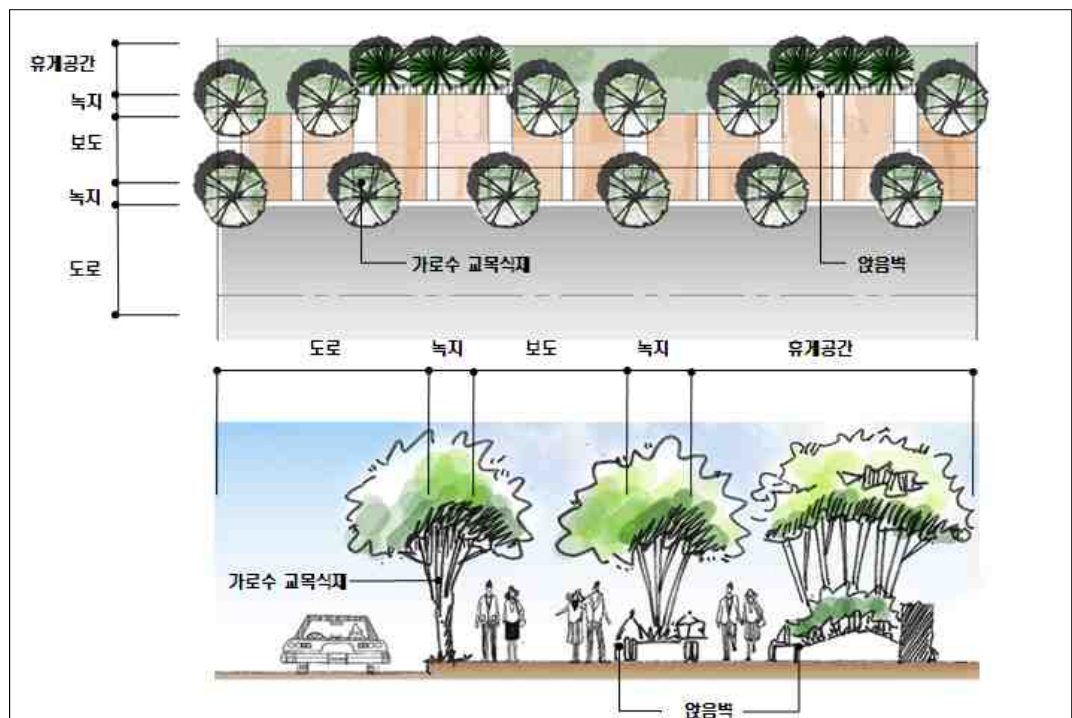 휴게공간
녹지
보도
녹지
도로
가로수 교목식재
앉음벽
도로 녹지 보도 녹지 휴게공간
가로수 교목식재
앉음벽